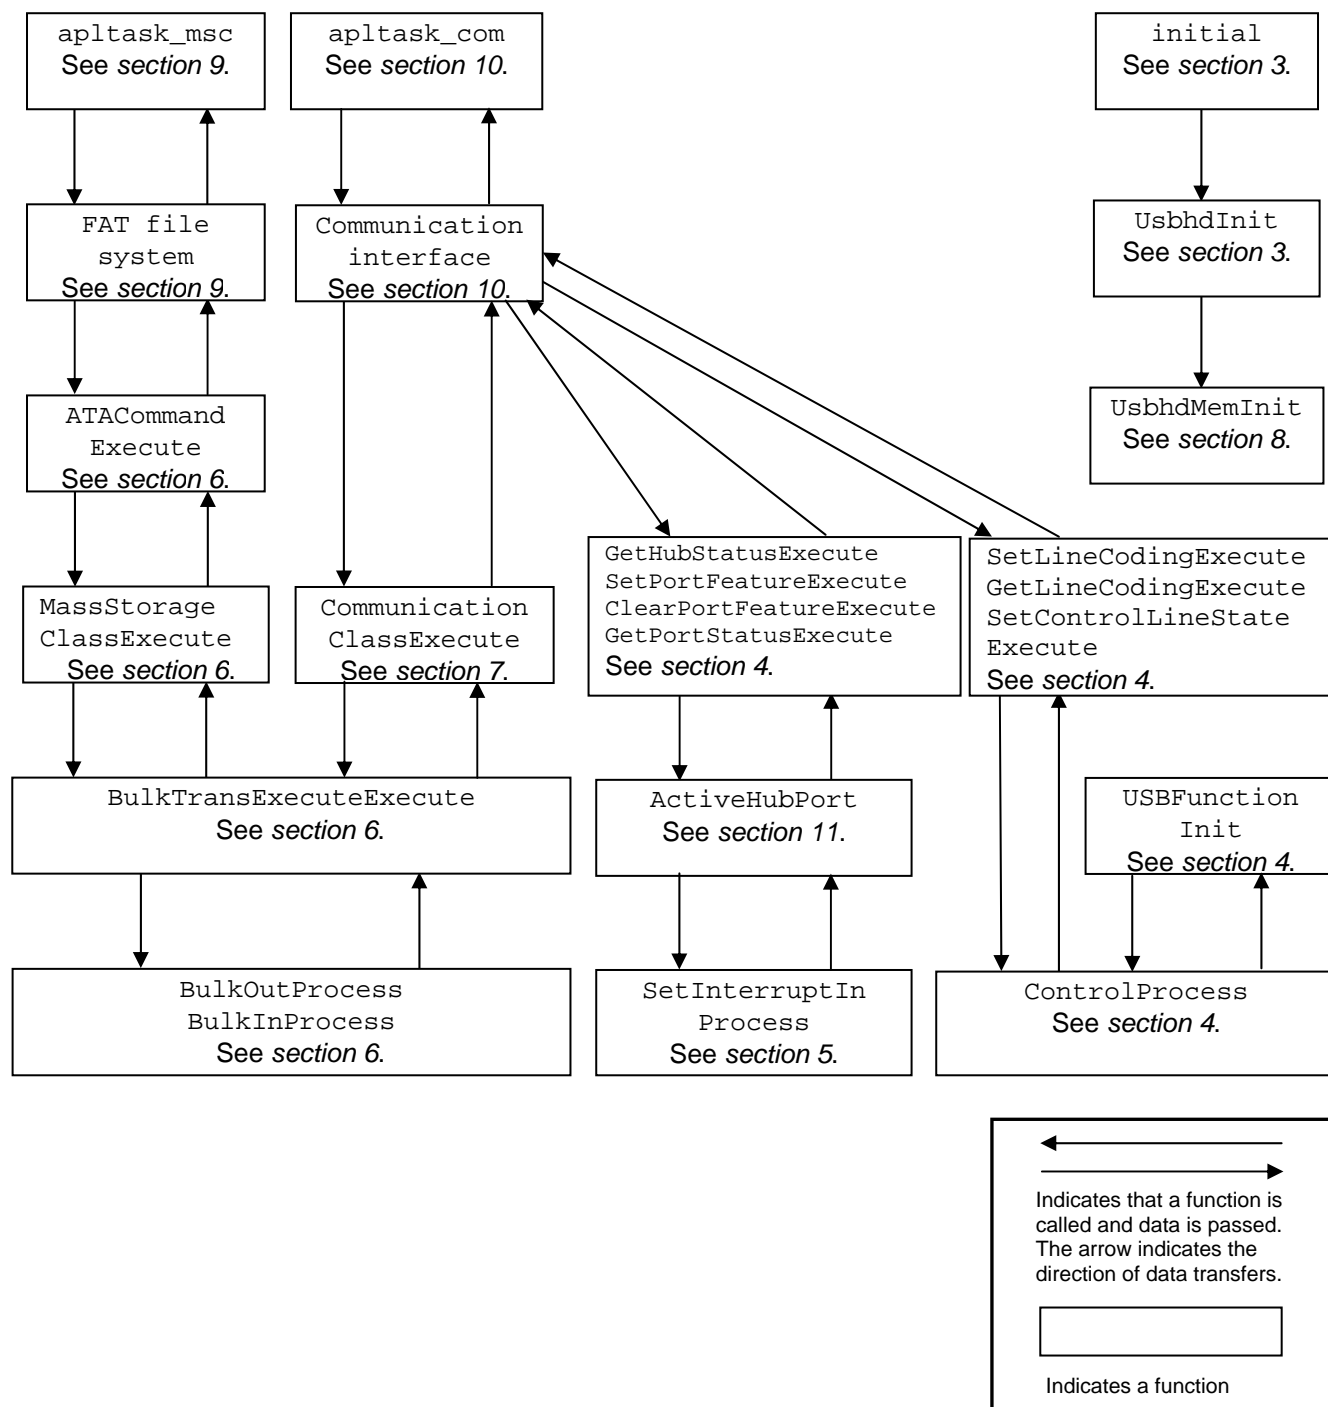 apltask_msc
See section 9.
apltask_com
See section 10.
initial
See section 3.
FAT file
system
See section 9.
Communication
interface
See section 10.
UsbhdInit
See section 3.
ATACommand
Execute
See section 6.
UsbhdMemInit
See section 8.
MassStorage
ClassExecute
See section 6.
Communication
ClassExecute
See section 7.
GetHubStatusExecute
SetPortFeatureExecute
ClearPortFeatureExecute
GetPortStatusExecute
See section 4.
SetLineCodingExecute
GetLineCodingExecute
SetControlLineState
Execute
See section 4.
BulkTransExecuteExecute
See section 6.
ActiveHubPort
See section 11.
USBFunction
Init
See section 4.
BulkOutProcess
BulkInProcess
See section 6.
SetInterruptIn
Process
See section 5.
ControlProcess
See section 4.
Indicates that a function is
called and data is passed.
The arrow indicates the
direction of data transfers.
Indicates a function